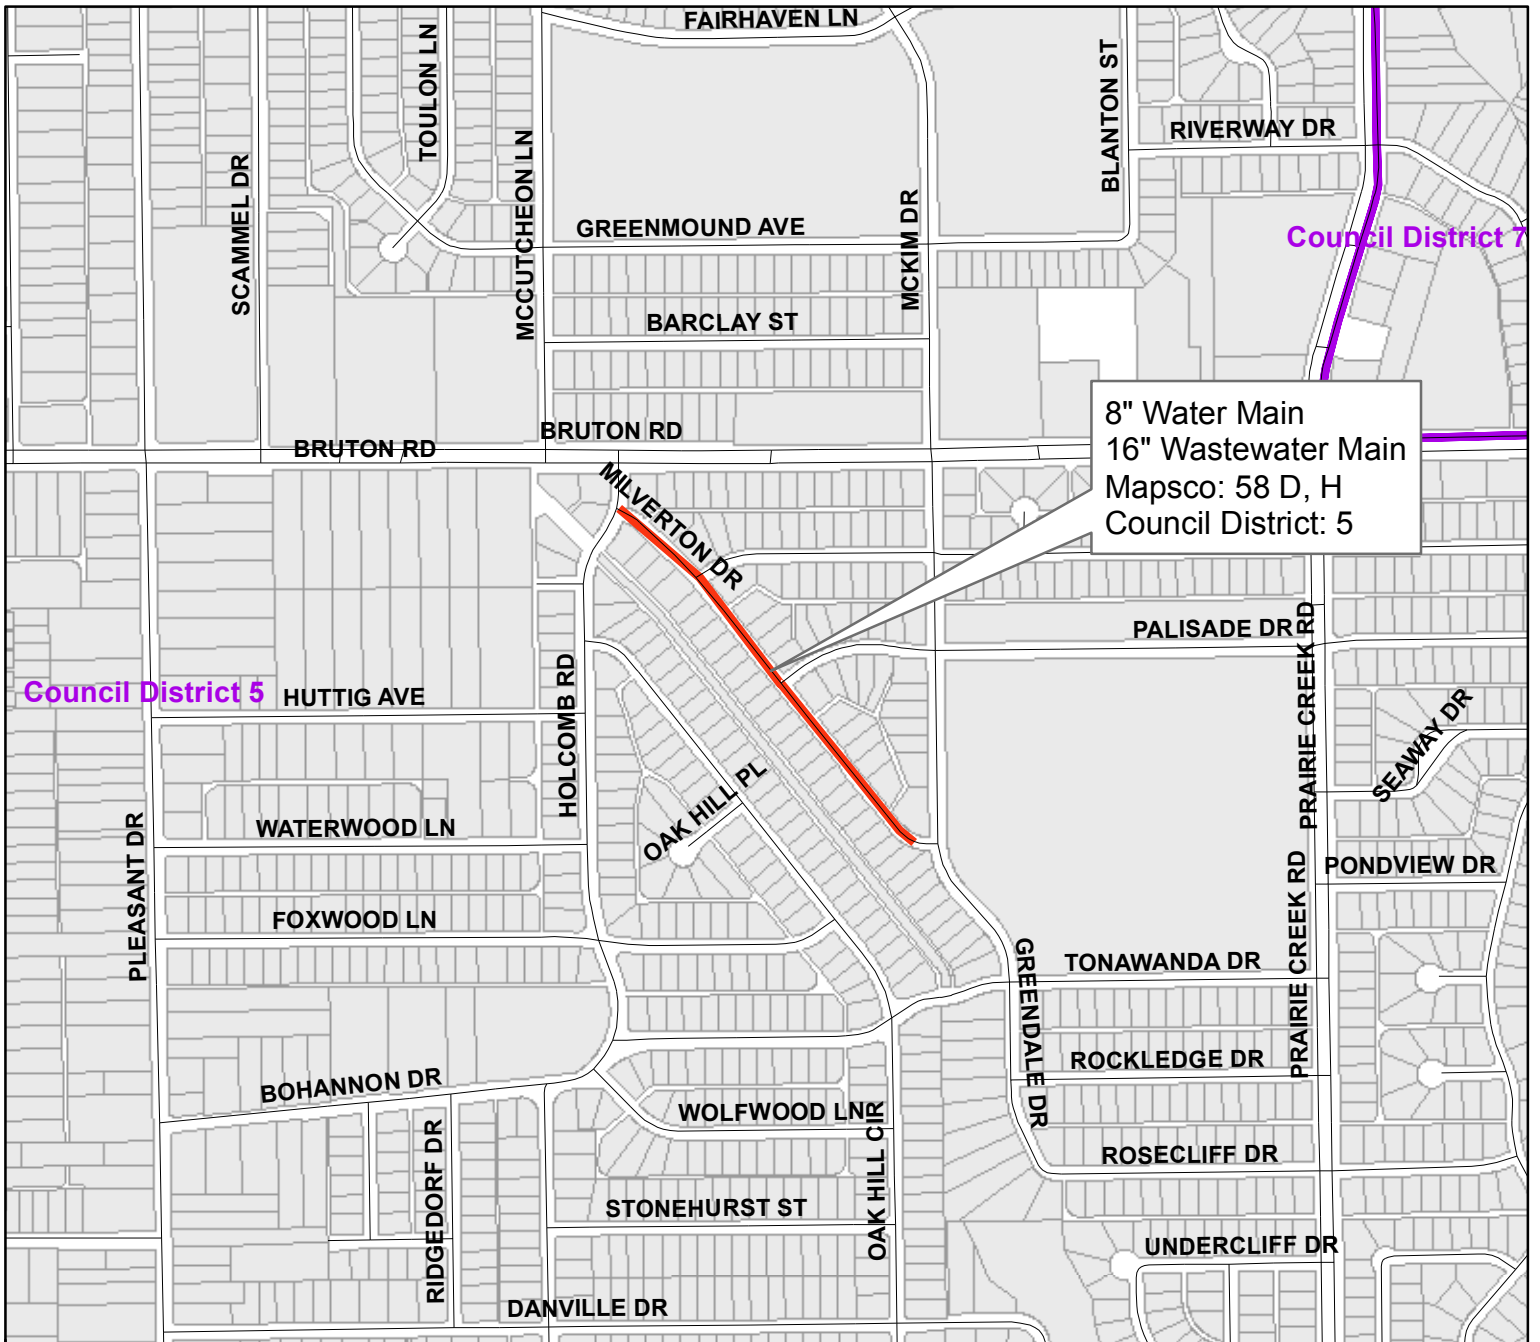 FAIRHAVEN LN
TOULON LN
BLANTON ST
RIVERWAY DR
MCCUTCHEON LN
SCAMMEL DR
MCKIM DR
GREENMOUND AVE
Council District 7
BARCLAY ST
BRUTON RD
BRUTON RD
8" Water Main
16" Wastewater Main
Mapsco: 58 D, H
Council District: 5
MILVERTON DR
PALISADE DR
PRAIRIE CREEK RD
Council District 5
HUTTIG AVE
HOLCOMB RD
SEAWAY DR
OAK HILL PL
WATERWOOD LN
PLEASANT DR
PONDVIEW DR
PRAIRIE CREEK RD
FOXWOOD LN
GREENDALE DR
TONAWANDA DR
ROCKLEDGE DR
BOHANNON DR
WOLFWOOD LN
OAK HILL CIR
RIDGEDORF DR
ROSECLIFF DR
STONEHURST ST
UNDERCLIFF DR
DANVILLE DR